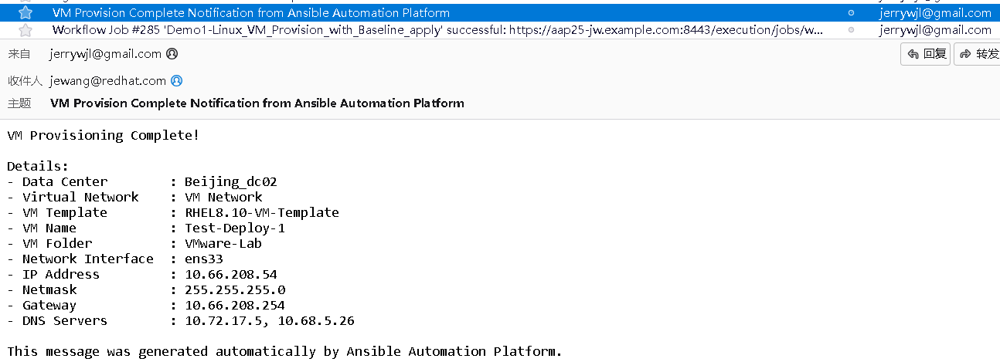 VM Provision Complete Notification from Ansible Automation Platform jerrywjl@gmail.com
Workflow Job #285 'Demo1-Linux_VM_Provision_with_Baseline_apply' successful: https://aap25-jw.example.com:8443/execution/jobs/w... jerrywjl@gmail.com
来自 jerrywjl@gmail.com 回复 转发
收件人 jewang@redhat.com
主题 VM Provision Complete Notification from Ansible Automation Platform
VM Provisioning Complete!
Details:
- Data Center : Beijing_dc02
- Virtual Network : VM Network
- VM Template : RHEL8.10-VM-Template
- VM Name : Test-Deploy-1
- VM Folder : VMware-Lab
- Network Interface : ens33
- IP Address : 10.66.208.54
- Netmask : 255.255.255.0
- Gateway : 10.66.208.254
- DNS Servers : 10.72.17.5, 10.68.5.26
This message was generated automatically by Ansible Automation Platform.